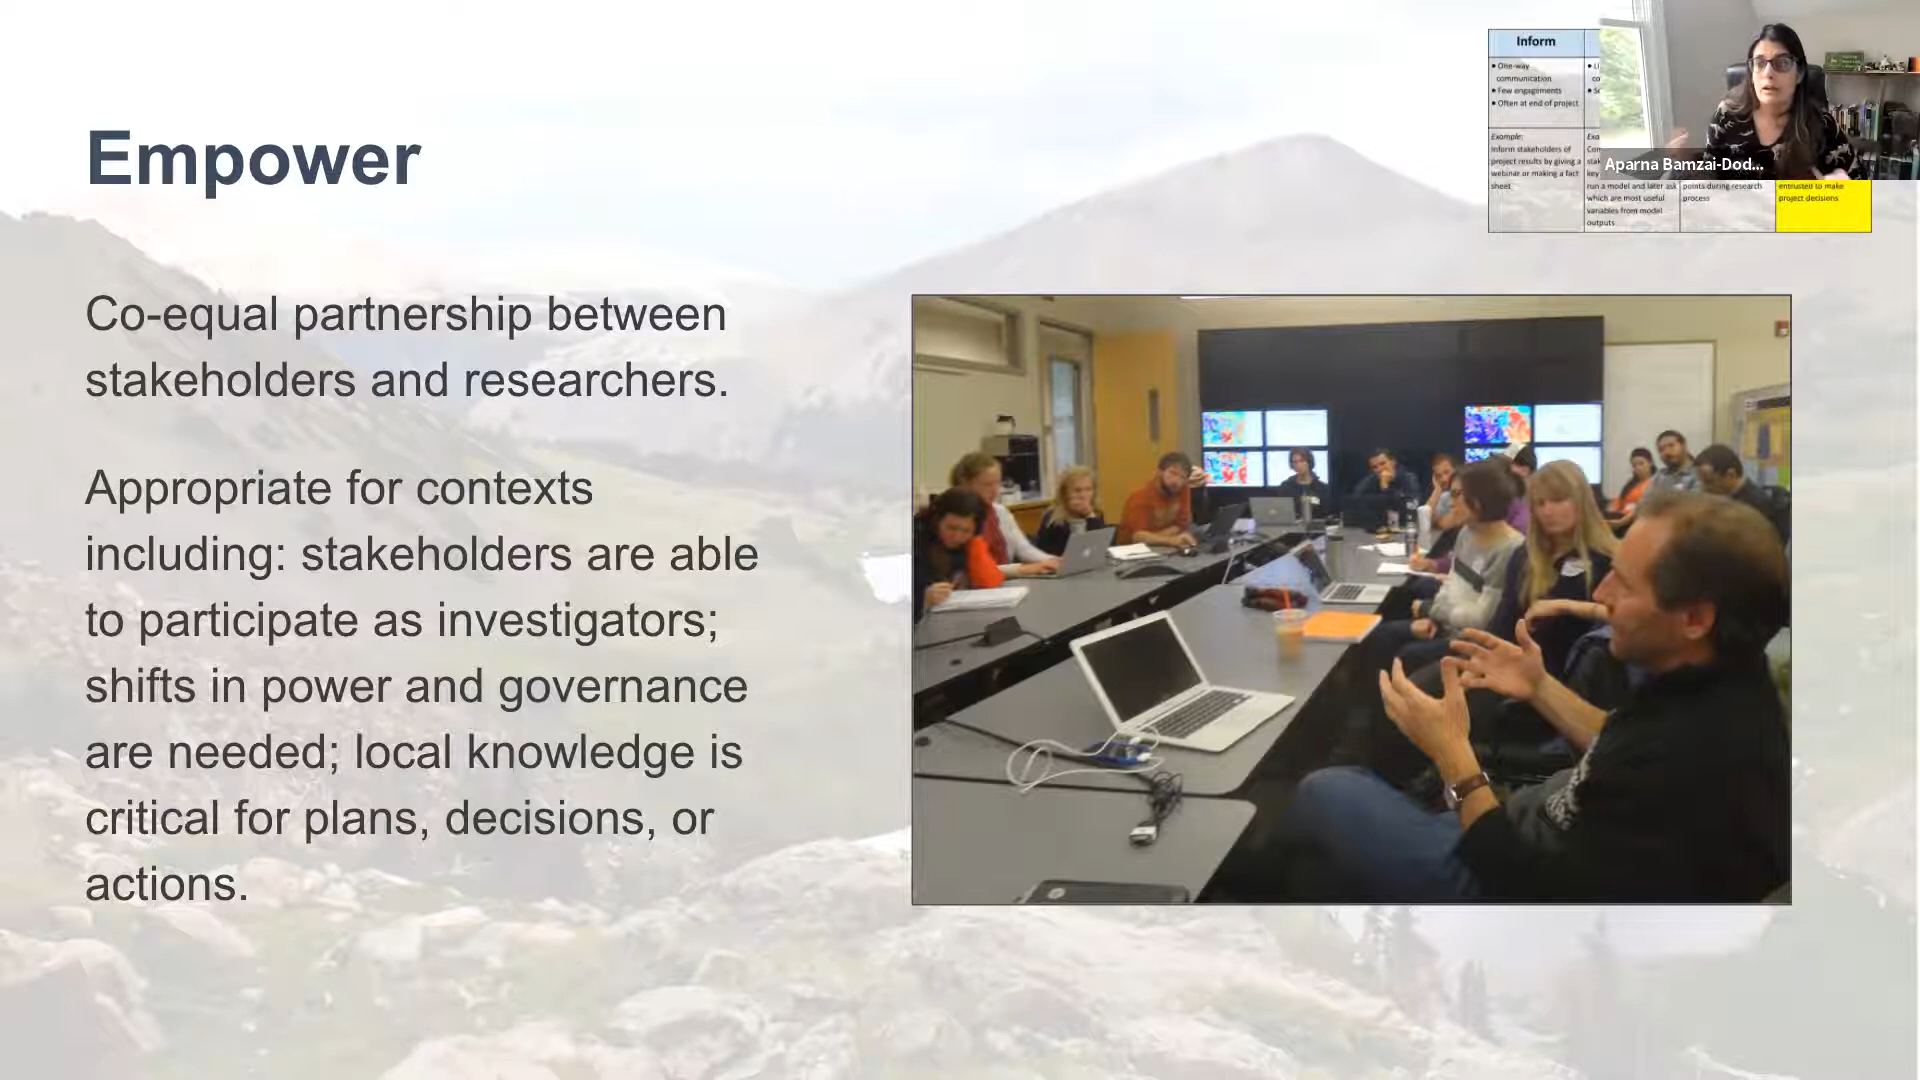 Empower
Co-equal partnership between
stakeholders and researchers.
Appropriate for contexts
including: stakeholders are able
to participate as investigators;
shifts in power and governance
are needed; local knowledge is
critical for plans, decisions, or
actions.
Inform
• One-way
communication
• Few engagements
• Often at end of project
Example:
Inform stakeholders of
project results by giving a
webinar or making a fact
sheet
run a model and later ask
which are most useful
variables from model
outputs
points during research
process
entrusted to make
project decisions
Aparna Bamzai-Dod...